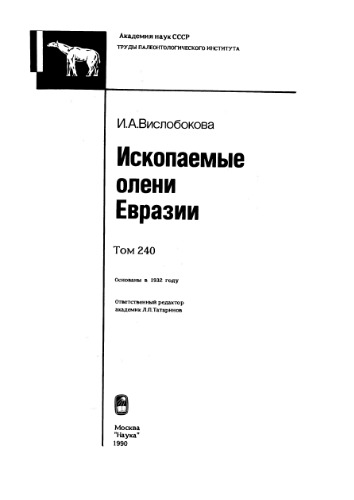 Академия наук СССР
ТРУДЫ ПАЛЕОНТОЛОГИЧЕСКОГО ИНСТИТУТА
И.А.Вислобокова
Ископаемые
олени
Евразии
Том 240
Основаны в 1932 году
Ответственный редактор
академик Л.П.Татаринов
Москва
"Наука"
1990